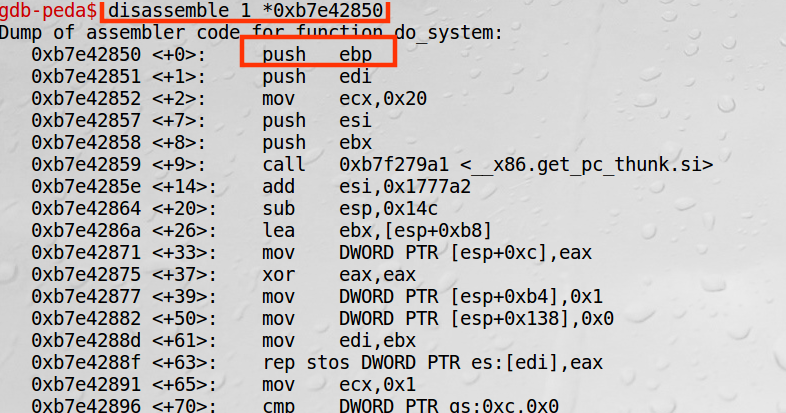 gdb-peda$ disassemble 1 *0xb7e42850
Dump of assembler code for function do_system:
0xb7e42850 <+0>: push ebp
0xb7e42851 <+1>: push edi
0xb7e42852 <+2>: mov ecx,0x20
0xb7e42857 <+7>: push esi
0xb7e42858 <+8>: push ebx
0xb7e42859 <+9>: call 0xb7f279a1 <__x86.get_pc_thunk.si>
0xb7e4285e <+14>: add esi,0x1777a2
0xb7e42864 <+20>: sub esp,0x14c
0xb7e4286a <+26>: lea ebx,[esp+0xb8]
0xb7e42871 <+33>: mov DWORD PTR [esp+0xc],eax
0xb7e42875 <+37>: xor eax,eax
0xb7e42877 <+39>: mov DWORD PTR [esp+0xb4],0x1
0xb7e42882 <+50>: mov DWORD PTR [esp+0x138],0x0
0xb7e4288d <+61>: mov edi,ebx
0xb7e4288f <+63>: rep stos DWORD PTR es:[edi],eax
0xb7e42891 <+65>: mov ecx,0x1
0xb7e42896 <+70>: cmp DWORD PTR gs:0xc,0x0